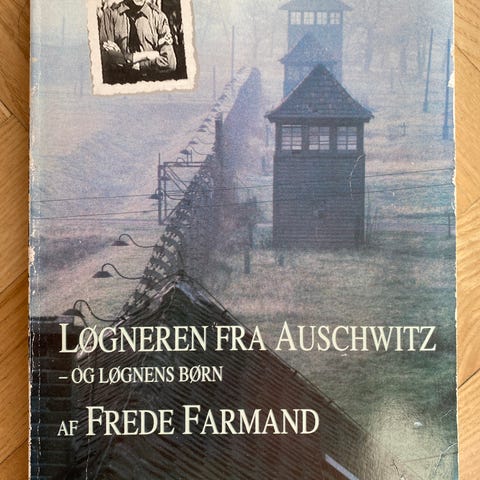 LØGNEREN FRA AUSCHWITZ
– OG LØGNENS BØRN
AF FREDE FARMAND